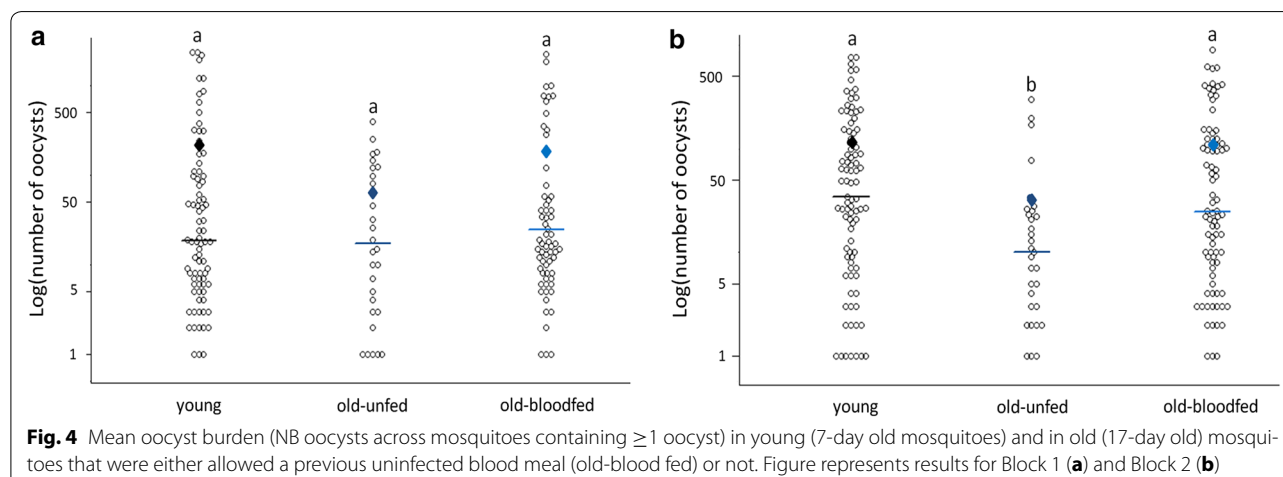 a
Log(number of oocysts)
500
50
5
1
a
a
a
young
old-unfed
old-bloodfed
b
Log(number of oocysts)
500
50
5
1
a
b
a
young
old-unfed
old-bloodfed
Fig. 4 Mean oocyst burden (NB oocysts across mosquitoes containing ≥1 oocyst) in young (7-day old mosquitoes) and in old (17-day old) mosqui-
toes that were either allowed a previous uninfected blood meal (old-blood fed) or not. Figure represents results for Block 1 (a) and Block 2 (b)